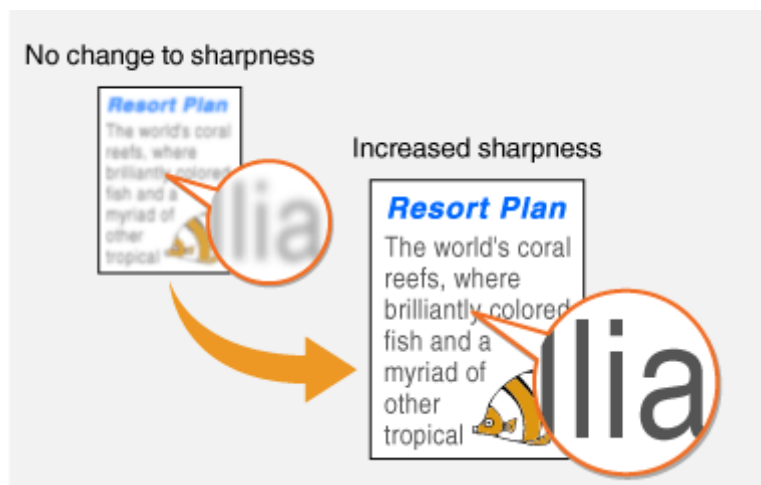 No change to sharpness
Resort Plan
The world's coral
reefs, where
brilliantly colored
fish and a
myriad of
other
tropical
lia
Increased sharpness
Resort Plan
The world's coral
reefs, where
brilliantly colored
fish and a
myriad of
other
tropical
llia